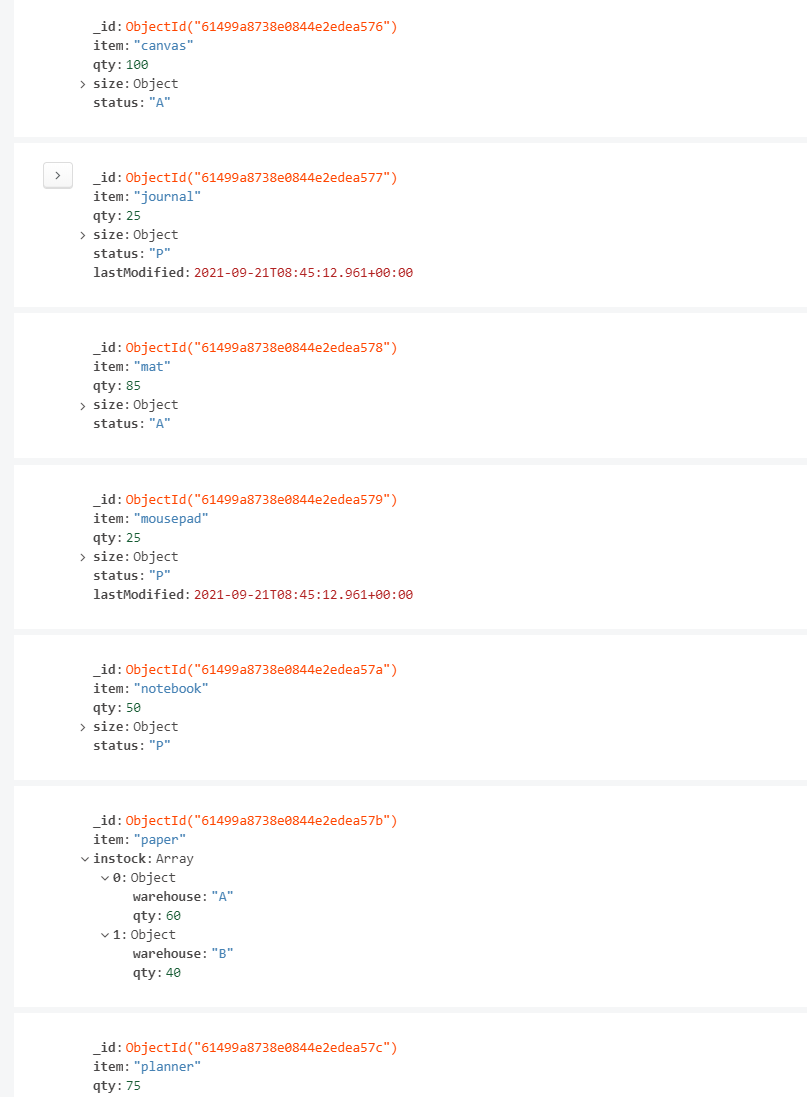 _id: ObjectId("61499a8738e0844e2edea576")
item: "canvas"
qty: 100
size: Object
status: "A"
_id: ObjectId("61499a8738e0844e2edea577")
item: "journal"
qty: 25
size: Object
status: "P"
lastModified: 2021-09-21T08:45:12.961+00:00
_id: ObjectId("61499a8738e0844e2edea578")
item: "mat"
qty: 85
size: Object
status: "A"
_id: ObjectId("61499a8738e0844e2edea579")
item: "mousepad"
qty: 25
size: Object
status: "P"
lastModified: 2021-09-21T08:45:12.961+00:00
_id: ObjectId("61499a8738e0844e2edea57a")
item: "notebook"
qty: 50
size: Object
status: "P"
_id: ObjectId("61499a8738e0844e2edea57b")
item: "paper"
instock: Array
0: Object
warehouse: "A"
qty: 60
1: Object
warehouse: "B"
qty: 40
_id: ObjectId("61499a8738e0844e2edea57c")
item: "planner"
qty: 75